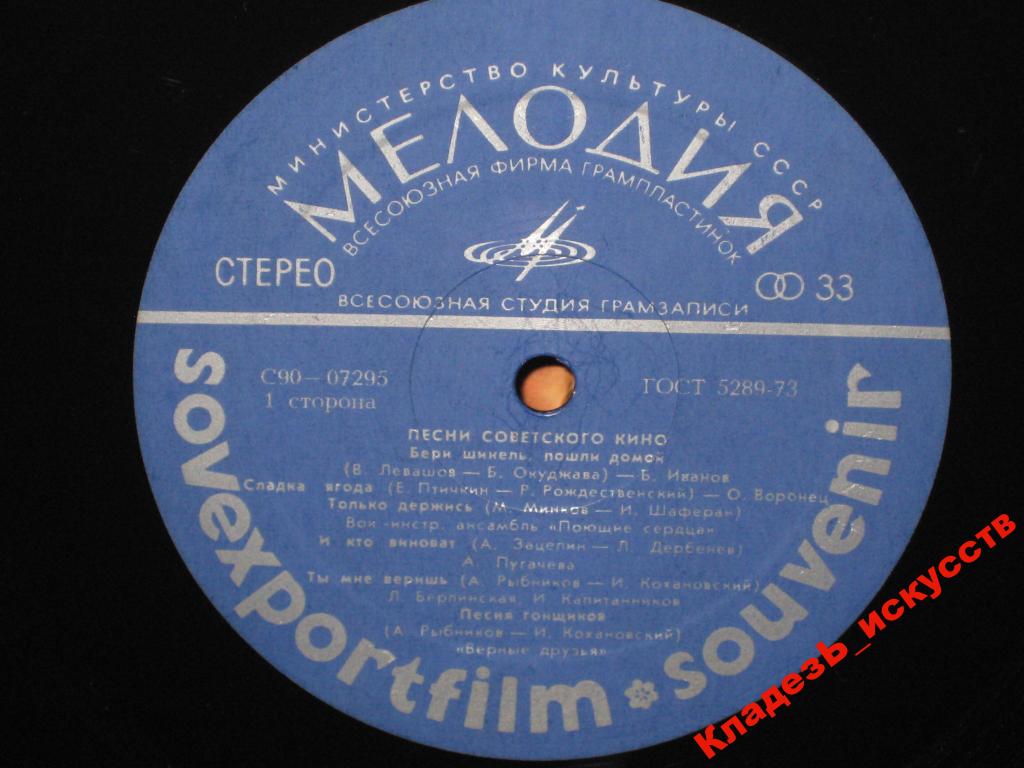 МИНИСТЕРСТВО КУЛЬТУРЫ СССР
МЕЛОДИЯ
ВСЕСОЮЗНАЯ ФИРМА ГРАМПЛАСТИНОК
СТЕРЕО
33
ВСЕСОЮЗНАЯ СТУДИЯ ГРАМЗАПИСИ
С90—07295
1 сторона
ГОСТ 5289-73
ПЕСНИ СОВЕТСКОГО КИНО
Бери шинель, пошли домой
(В. Левашов — Б. Окуджава) — Б. Иванов
Сладка ягода (Е. Птичкин — Р. Рождественский) — О. Воронец
Только держись (М. Минков — И. Шаферан)
Вок.-инстр. ансамбль «Поющие сердца»
И кто виноват (А. Зацепин — Л. Дербенев)
А. Пугачева
Ты мне веришь (А. Рыбников — И. Кохановский)
Л. Берлинская, И. Капитанников
Песня гонщиков
(А. Рыбников — И. Кохановский)
«Верные друзья»
sovexportfilm souvenir
Кладезь_искусств